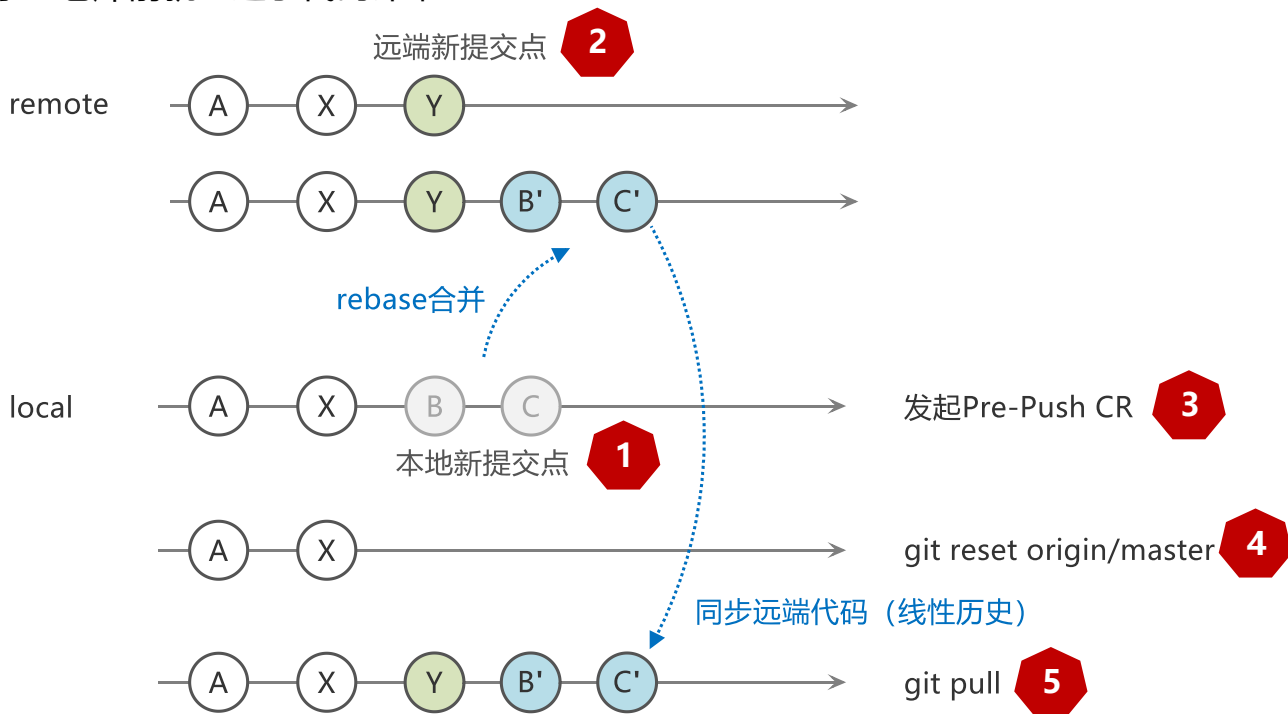 远端新提交点 2
remote A X Y
A X Y B' C'
rebase合并
local A X B C 发起Pre-Push CR 3
本地新提交点 1
A X git reset origin/master 4
同步远端代码（线性历史）
A X Y B' C' git pull 5